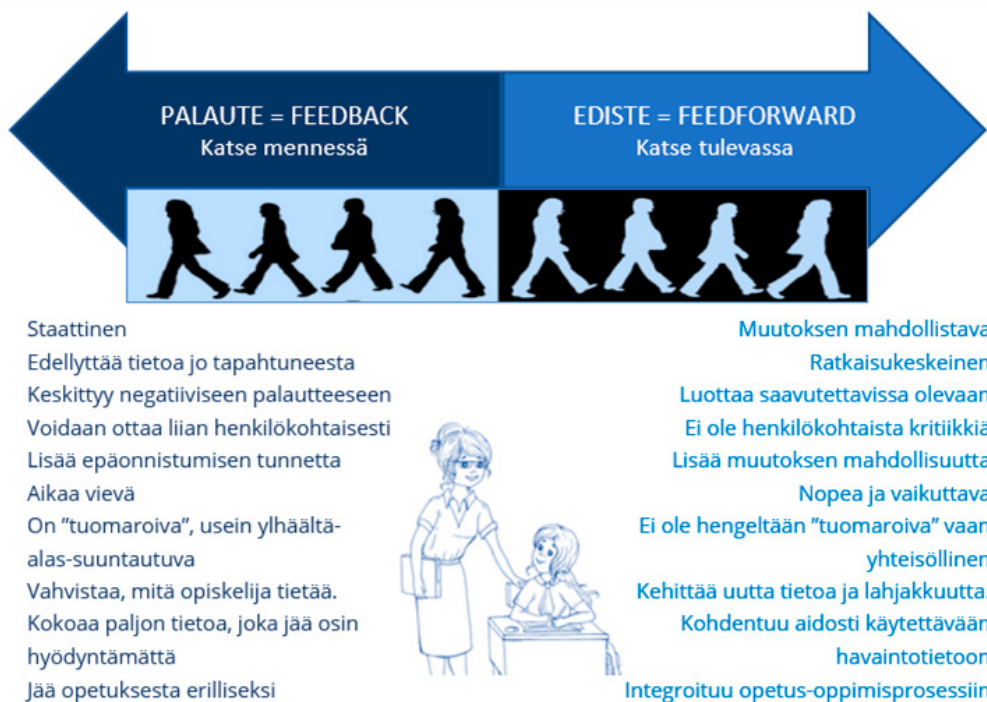 PALAUTE = FEEDBACK
Katse mennessä
EDISTE = FEEDFORWARD
Katse tulevassa
Staattinen
Edellyttää tietoa jo tapahtuneesta
Keskittyy negatiiviseen palautteeseen
Voidaan ottaa liian henkilökohtaisesti
Lisää epäonnistumisen tunnetta
Aikaa vievä
On ”tuomaroiva”, usein ylhäältä-
alas-suuntautuva
Vahvistaa, mitä opiskelija tietää.
Kokoaa paljon tietoa, joka jää osin
hyödyntämättä
Jää opetuksesta erilliseksi
Muutoksen mahdollistava
Ratkaisukeskeinen
Luottaa saavutettavissa olevaan
Ei ole henkilökohtaista kritiikkiä
Lisää muutoksen mahdollisuutta
Nopea ja vaikuttava
Ei ole hengeltään ”tuomaroiva” vaan
yhteisöllinen
Kehittää uutta tietoa ja lahjakkuutta.
Kohdentuu aidosti käytettävään
havaintotietoon
Integroituu opetus-oppimisprosessiin